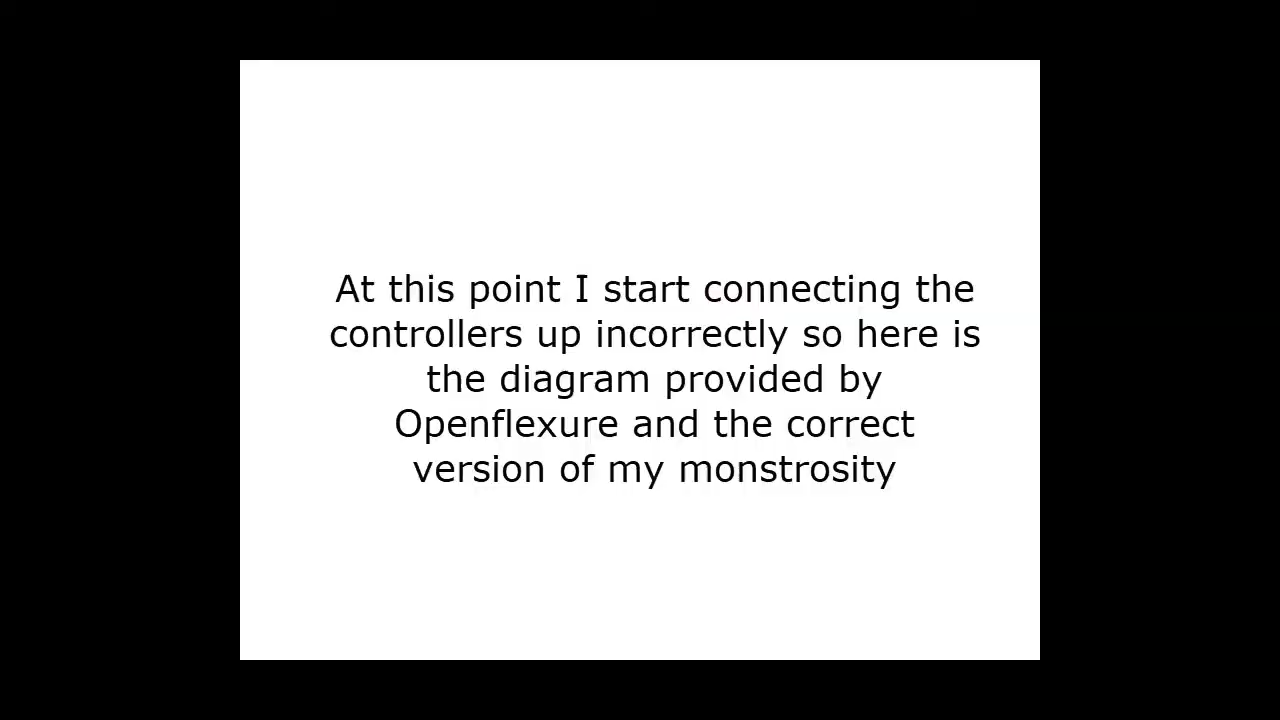 At this point I start connecting the
controllers up incorrectly so here is
the diagram provided by
Openflexure and the correct
version of my monstrosity